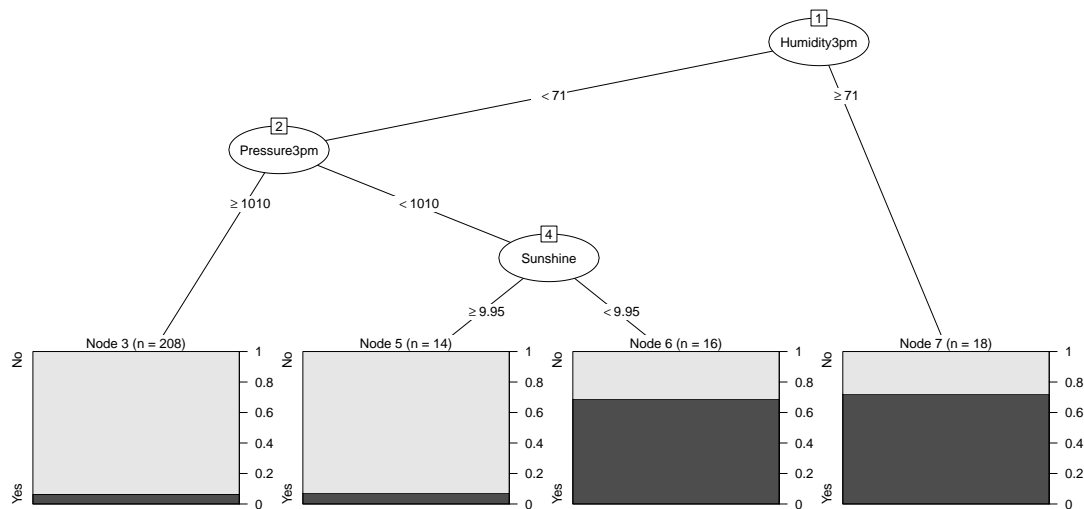 1
Humidity3pm
< 71
≥ 71
2
Pressure3pm
≥ 1010
< 1010
4
Sunshine
≥ 9.95
< 9.95
Node 3 (n = 208)
Yes
No
0
0.2
0.4
0.6
0.8
1
Node 5 (n = 14)
Yes
No
0
0.2
0.4
0.6
0.8
1
Node 6 (n = 16)
Yes
No
0
0.2
0.4
0.6
0.8
1
Node 7 (n = 18)
Yes
No
0
0.2
0.4
0.6
0.8
1